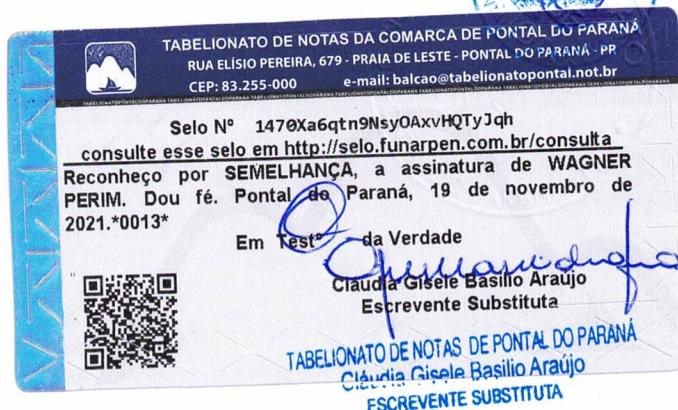 TABELIONATO DE NOTAS DA COMARCA DE PONTAL DO PARANÁ
RUA ELÍSIO PEREIRA, 679 - PRAIA DE LESTE - PONTAL DO PARANÁ - PR
CEP: 83.255-000 e-mail: balcao@tabelionatopontal.not.br
Selo Nº 1470Xa6qtn9NsyOAxvHQTyJqh
consulte esse selo em http://selo.funarpen.com.br/consulta
Reconheço por SEMELHANÇA, a assinatura de WAGNER
PERIM. Dou fé. Pontal do Paraná, 19 de novembro de
2021.*0013*
Em Testº da Verdade
Cláudia Gisele Basilio Araújo
Escrevente Substituta
TABELIONATO DE NOTAS DE PONTAL DO PARANÁ
Cláudia Gisele Basilio Araújo
ESCREVENTE SUBSTITUTA